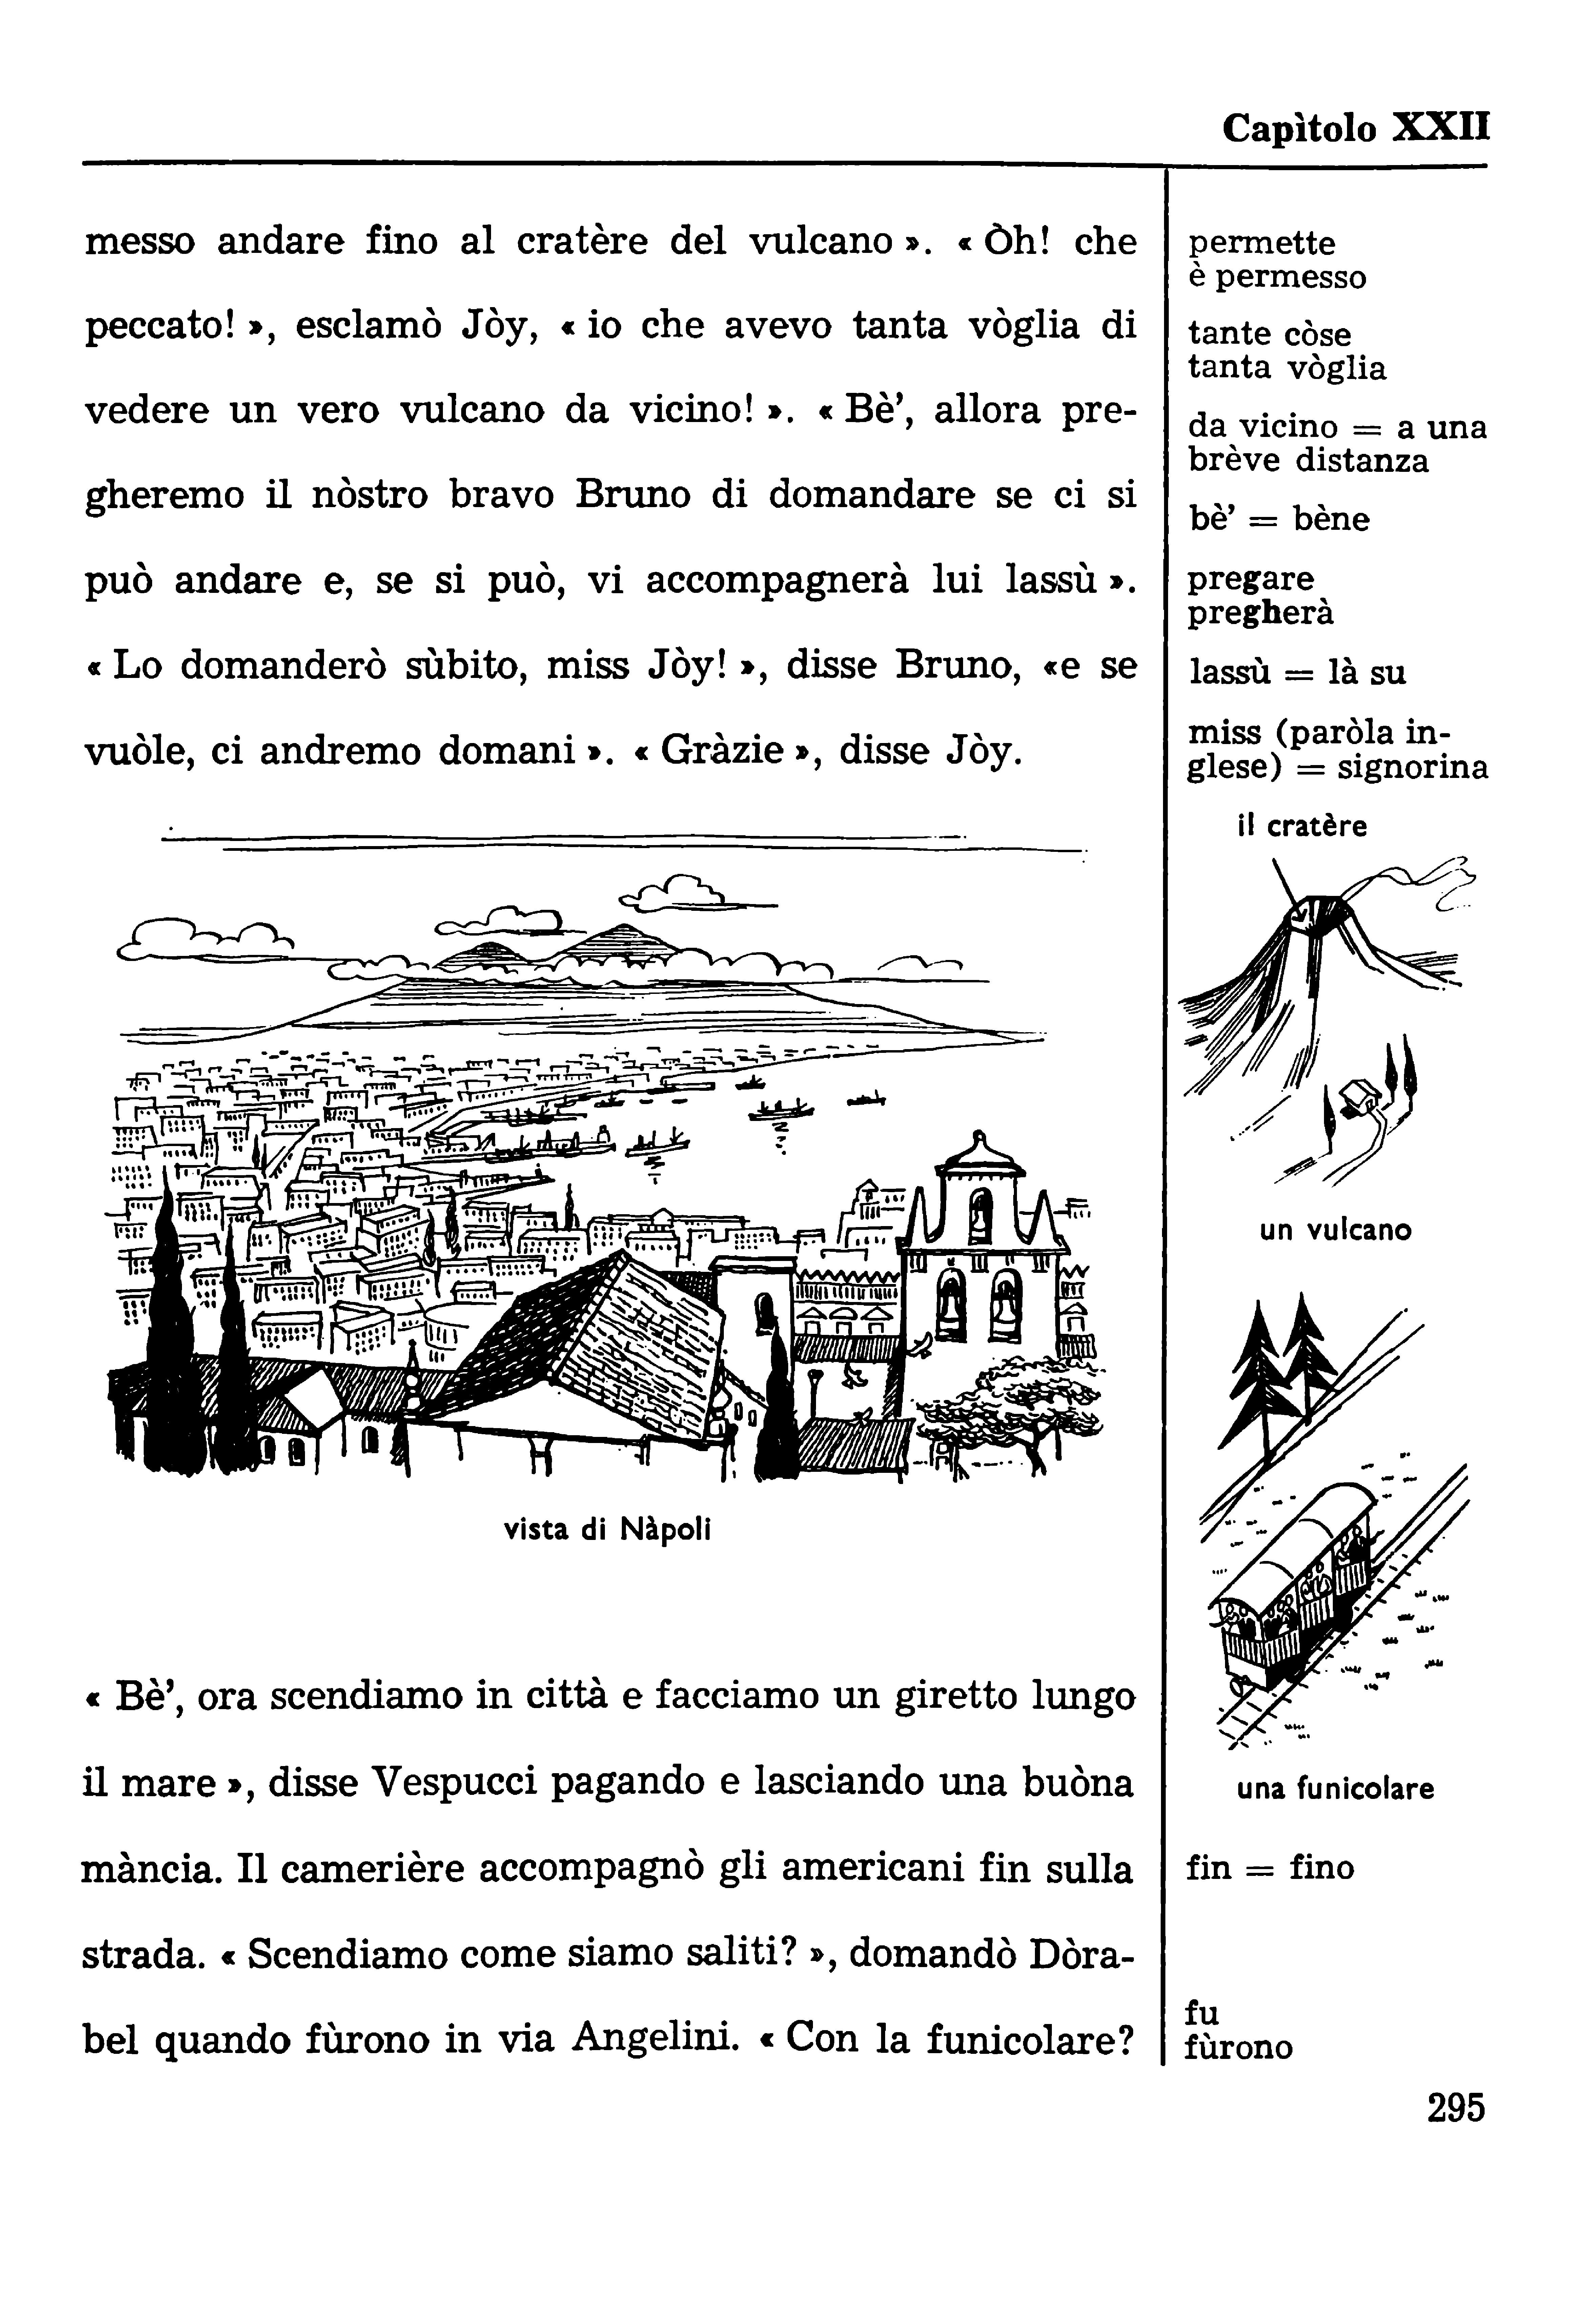 Capìtolo XXII
messo andare fino al cratère del vulcano ». « Òh! che
peccato! », esclamò Jòy, « io che avevo tanta vòglia di
vedere un vero vulcano da vicino! ». « Bè’, allora pre-
gheremo il nòstro bravo Bruno di domandare se ci si
può andare e, se si può, vi accompagnerà lui lassù ».
« Lo domanderò sùbito, miss Jòy! », disse Bruno, «e se
vuòle, ci andremo domani ». « Gràzie », disse Jòy.
vista di Nàpoli
« Bè’, ora scendiamo in città e facciamo un giretto lungo
il mare », disse Vespucci pagando e lasciando una buòna
mància. Il camerière accompagnò gli americani fin sulla
strada. « Scendiamo come siamo saliti? », domandò Dòra-
bel quando fùrono in via Angelini. « Con la funicolare?
permette
è permesso
tante còse
tanta vòglia
da vicino = a una
brève distanza
bè’ = bène
pregare
pregherà
lassù = là su
miss (paròla in-
glese) = signorina
il cratère
un vulcano
una funicolare
fin = fino
fu
fùrono
295